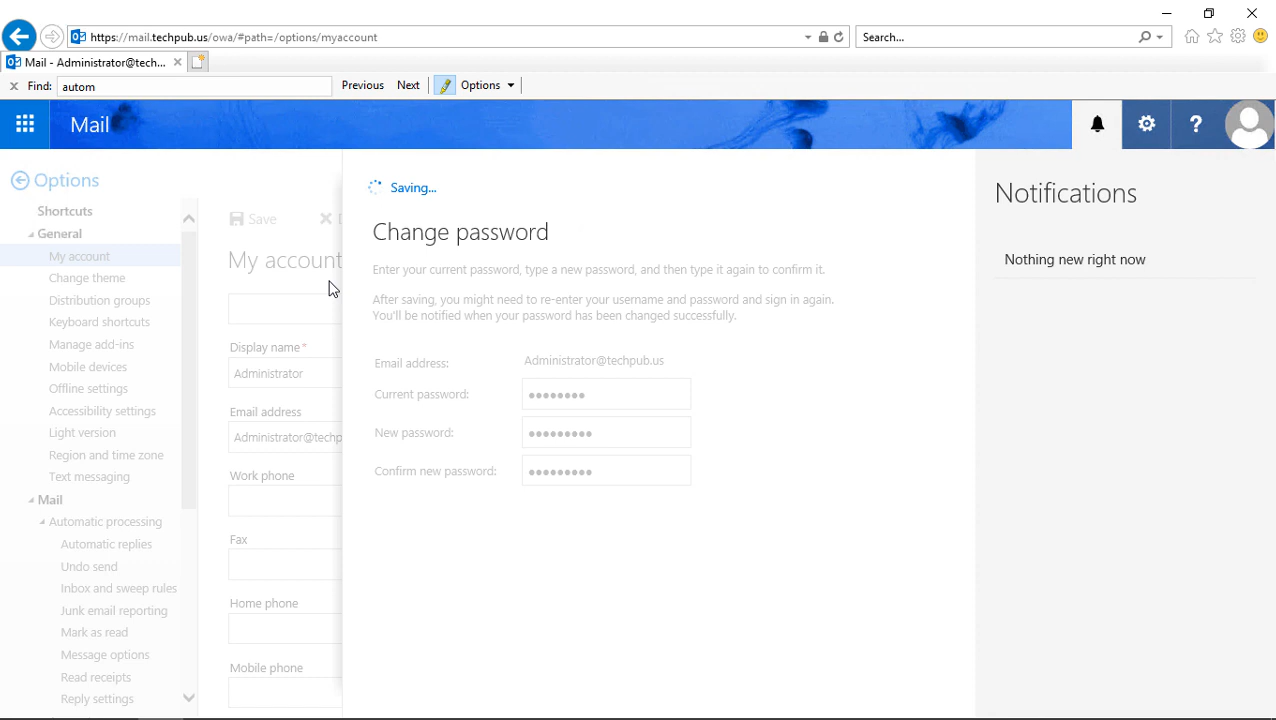 https://mail.techpub.us/owa/#path=/options/myaccount
Search...
Mail - Administrator@tech...
Find: autom Previous Next Options
Mail
Options
Shortcuts
General
My account
Change theme
Distribution groups
Keyboard shortcuts
Manage add-ins
Mobile devices
Offline settings
Accessibility settings
Light version
Region and time zone
Text messaging
Mail
Automatic processing
Automatic replies
Undo send
Inbox and sweep rules
Junk email reporting
Mark as read
Message options
Read receipts
Reply settings
Save
My account
Display name*
Administrator
Email address
Administrator@techp
Work phone
Fax
Home phone
Mobile phone
Saving...
Change password
Enter your current password, type a new password, and then type it again to confirm it.
After saving, you might need to re-enter your username and password and sign in again.
You'll be notified when your password has been changed successfully.
Email address: Administrator@techpub.us
Current password: ●●●●●●●●
New password: ●●●●●●●●●
Confirm new password: ●●●●●●●●●
Notifications
Nothing new right now